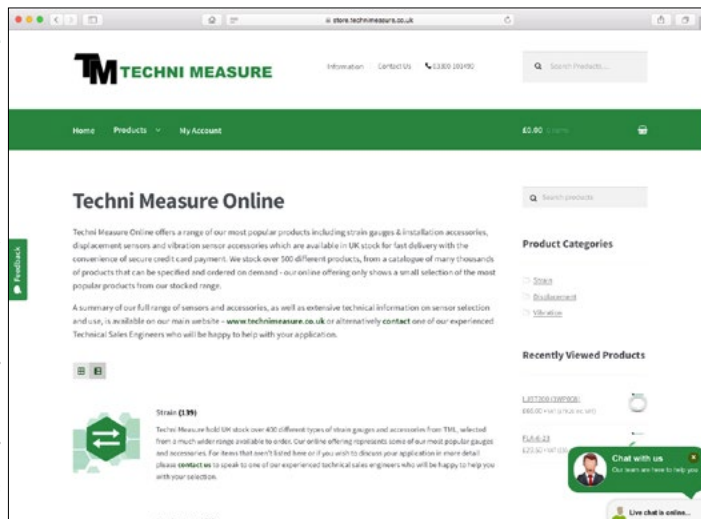 store.technimeasure.co.uk
TM TECHNI MEASURE
Information Contact Us 03300 101490
Search Products...
Home Products My Account
£0.00 0 items
Techni Measure Online
Techni Measure Online offers a range of our most popular products including strain gauges & installation accessories,
displacement sensors and vibration sensor accessories which are available in UK stock for fast delivery with the
convenience of secure credit card payment. We stock over 500 different products, from a catalogue of many thousands
of products that can be specified and ordered on demand - our online offering only shows a small selection of the most
popular products from our stocked range.
A summary of our full range of sensors and accessories, as well as extensive technical information on sensor selection
and use, is available on our main website – www.technimeasure.co.uk or alternatively contact one of our experienced
Technical Sales Engineers who will be happy to help with your application.
Feedback
Strain (139)
Techni Measure hold UK stock over 400 different types of strain gauges and accessories from TML, selected
from a much wider range available to order. Our online offering represents some of our most popular gauges
and accessories. For items that aren't listed here or if you wish to discuss your application in more detail
please contact us to speak to one of our experienced technical sales engineers who will be happy to help you
with your selection.
Search products
Product Categories
Strain
Displacement
Vibration
Recently Viewed Products
FLA-6-23
Chat with us
Our team are here to help you
Live chat is online...